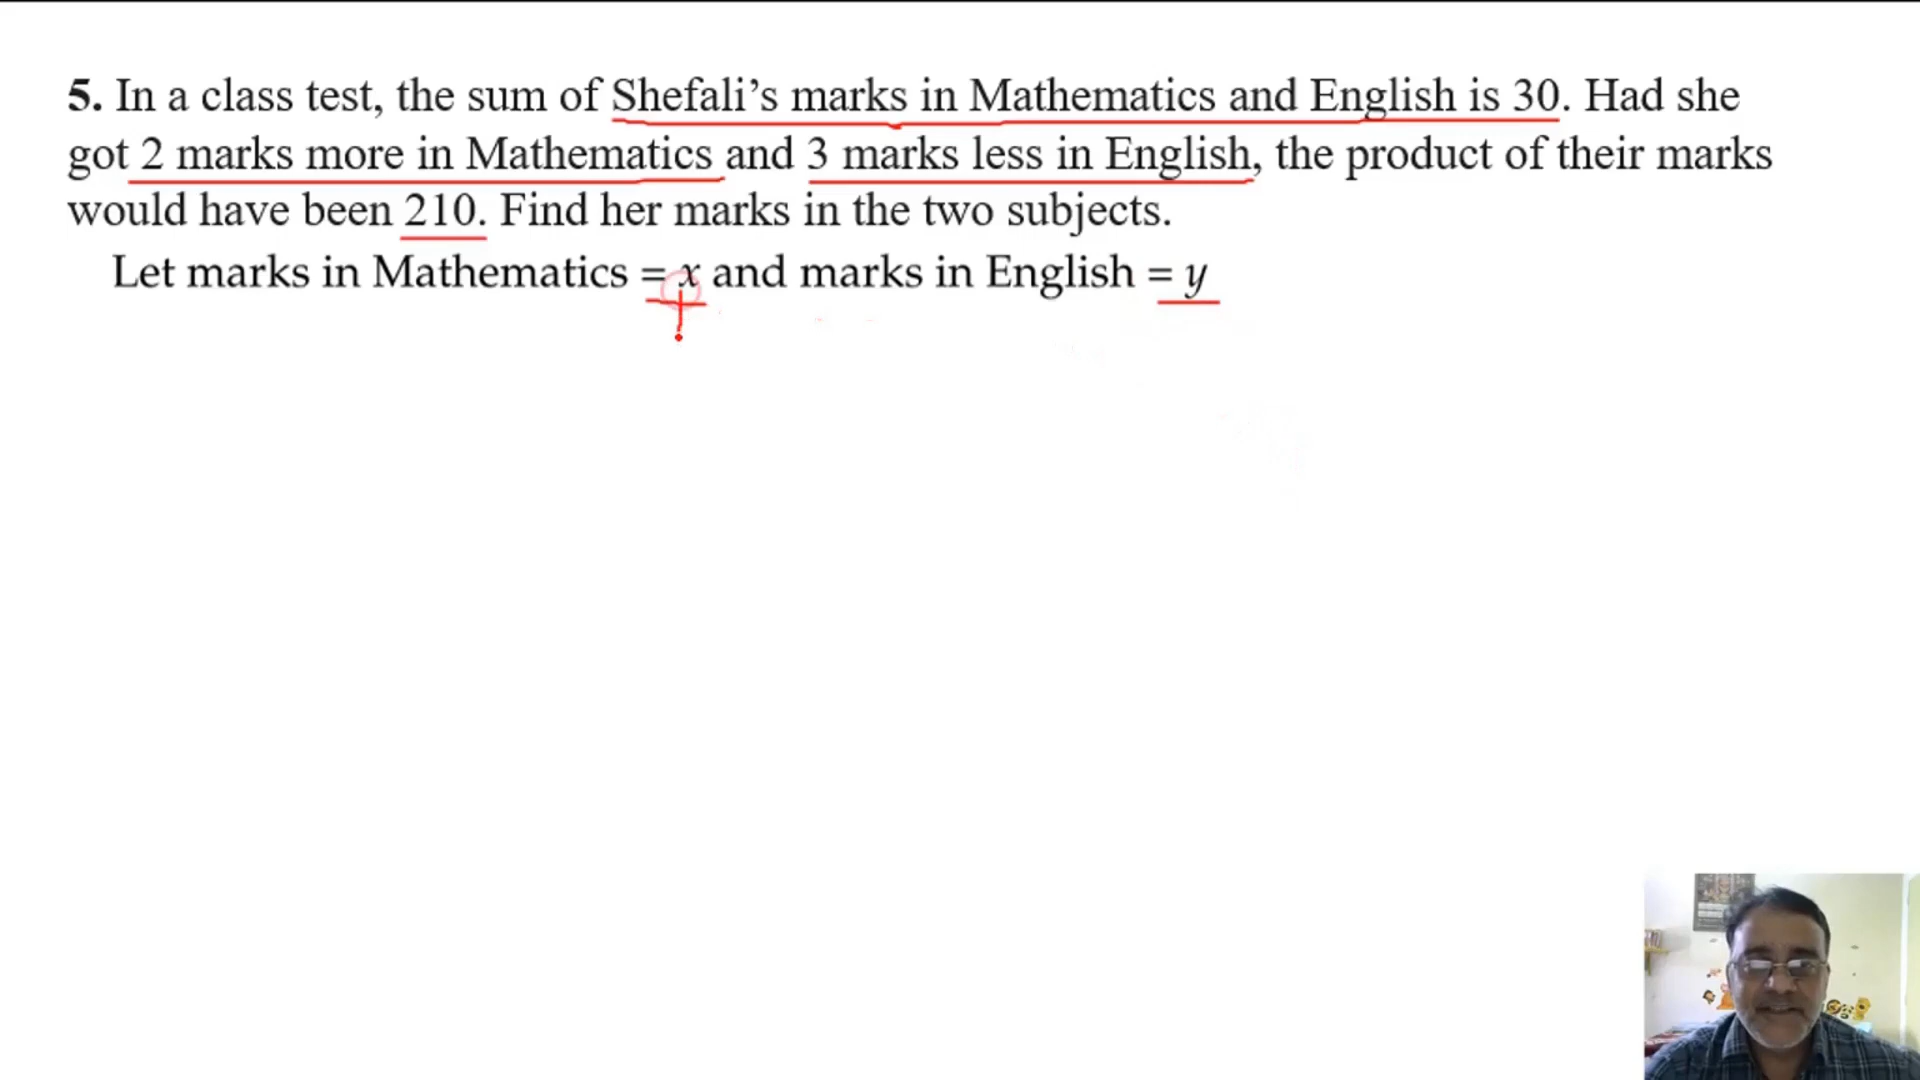 5. In a class test, the sum of Shefali’s marks in Mathematics and English is 30. Had she
got 2 marks more in Mathematics and 3 marks less in English, the product of their marks
would have been 210. Find her marks in the two subjects.
Let marks in Mathematics = x and marks in English = y